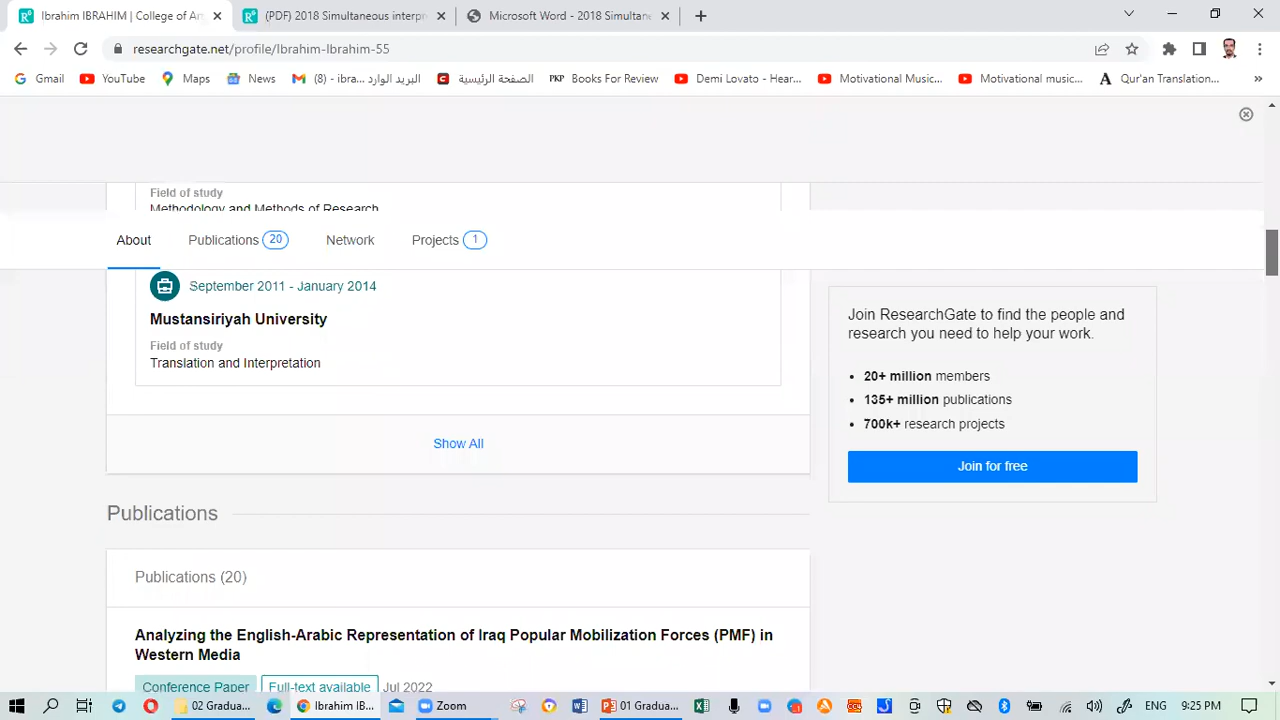 Ibrahim IBRAHIM | College of Ar
(PDF) 2018 Simultaneous interpr
Microsoft Word - 2018 Simultane
researchgate.net/profile/Ibrahim-Ibrahim-55
Gmail
YouTube
Maps
News
البريد الوارد (8) - ibra...
الصفحة الرئيسية
PKP Books For Review
Demi Lovato - Hear...
Motivational Music...
Motivational music...
Qur'an Translation...
»
Field of study
Methodology and Methods of Research
About
Publications 20
Network
Projects 1
September 2011 - January 2014
Mustansiriyah University
Field of study
Translation and Interpretation
Show All
Join ResearchGate to find the people and
research you need to help your work.
• 20+ million members
• 135+ million publications
• 700k+ research projects
Join for free
Publications
Publications (20)
Analyzing the English-Arabic Representation of Iraq Popular Mobilization Forces (PMF) in
Western Media
Conference Paper
Full-text available
Jul 2022
02 Gradua...
Ibrahim IB...
Zoom
01 Gradua...
ENG
9:25 PM